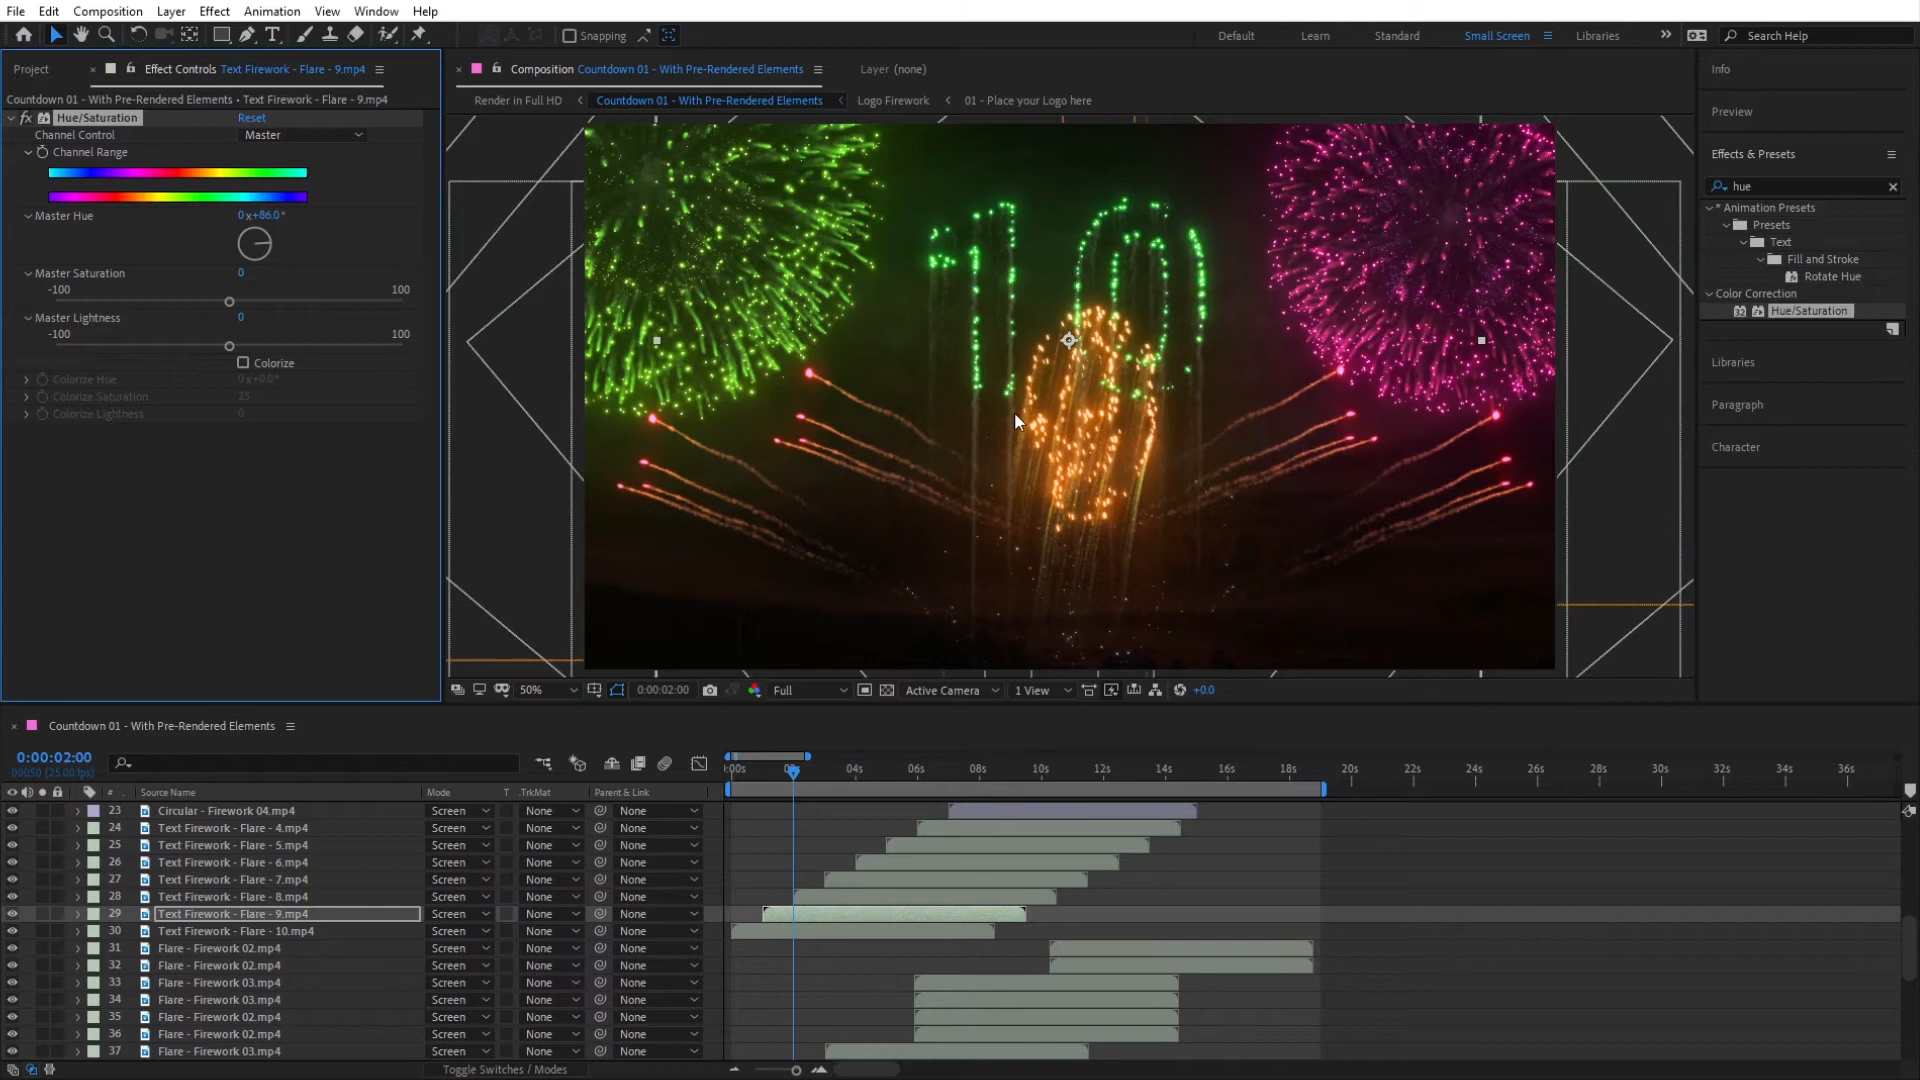 File Edit Composition Layer Effect Animation View Window Help
Snapping Default Learn Standard Small Screen Libraries Search Help
Project Effect Controls Text Firework - Flare - 9.mp4
Composition Countdown 01 - With Pre-Rendered Elements Layer (none)
Info
Countdown 01 - With Pre-Rendered Elements • Text Firework - Flare - 9.mp4
Render in Full HD Countdown 01 - With Pre-Rendered Elements Logo Firework 01 - Place your Logo here
fx Hue/Saturation Reset
Channel Control Master
Channel Range
Master Hue 0x+86.0°
Master Saturation 0
-100 100
Master Lightness 0
-100 100
Colorize
Colorize Hue 0x+0.0°
Colorize Saturation 25
Colorize Lightness 0
10
9
Preview
Effects & Presets
hue
* Animation Presets
Presets
Text
Fill and Stroke
Rotate Hue
Color Correction
32 Hue/Saturation
Libraries
Paragraph
Character
50% 0:00:02:00 Full Active Camera 1 View +0.0
Countdown 01 - With Pre-Rendered Elements
0:00:02:00
00050 (25.00 fps)
04s 06s 08s 10s 12s 14s 16s 18s 20s 22s 24s 26s 28s 30s 32s 34s 36s
# Source Name Mode T .TrkMat Parent & Link
23 Circular - Firework 04.mp4 Screen None None
24 Text Firework - Flare - 4.mp4 Screen None None
25 Text Firework - Flare - 5.mp4 Screen None None
26 Text Firework - Flare - 6.mp4 Screen None None
27 Text Firework - Flare - 7.mp4 Screen None None
28 Text Firework - Flare - 8.mp4 Screen None None
29 Text Firework - Flare - 9.mp4 Screen None None
30 Text Firework - Flare - 10.mp4 Screen None None
31 Flare - Firework 02.mp4 Screen None None
32 Flare - Firework 02.mp4 Screen None None
33 Flare - Firework 03.mp4 Screen None None
34 Flare - Firework 03.mp4 Screen None None
35 Flare - Firework 02.mp4 Screen None None
36 Flare - Firework 02.mp4 Screen None None
37 Flare - Firework 03.mp4 Screen None None
Toggle Switches / Modes